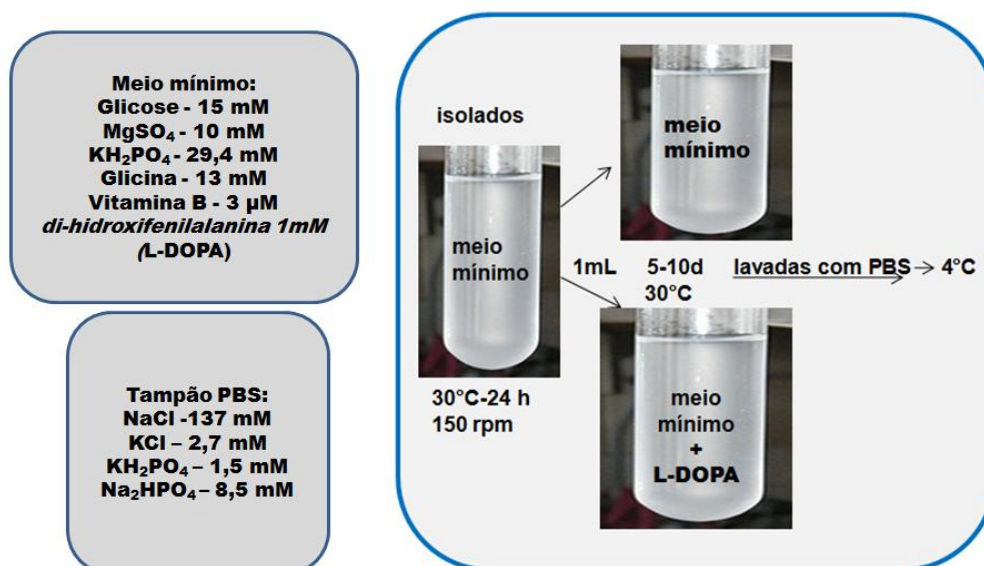 Meio mínimo:
Glicose - 15 mM
MgSO₄ - 10 mM
KH₂PO₄ - 29,4 mM
Glicina - 13 mM
Vitamina B - 3 µM
di-hidroxifenilalanina 1mM
(L-DOPA)
Tampão PBS:
NaCl -137 mM
KCl – 2,7 mM
KH₂PO₄ – 1,5 mM
Na₂HPO₄ – 8,5 mM
isolados
meio
mínimo
30°C-24 h
150 rpm
meio
mínimo
1mL 5-10d lavadas com PBS → 4°C
30°C
meio
mínimo
+
L-DOPA